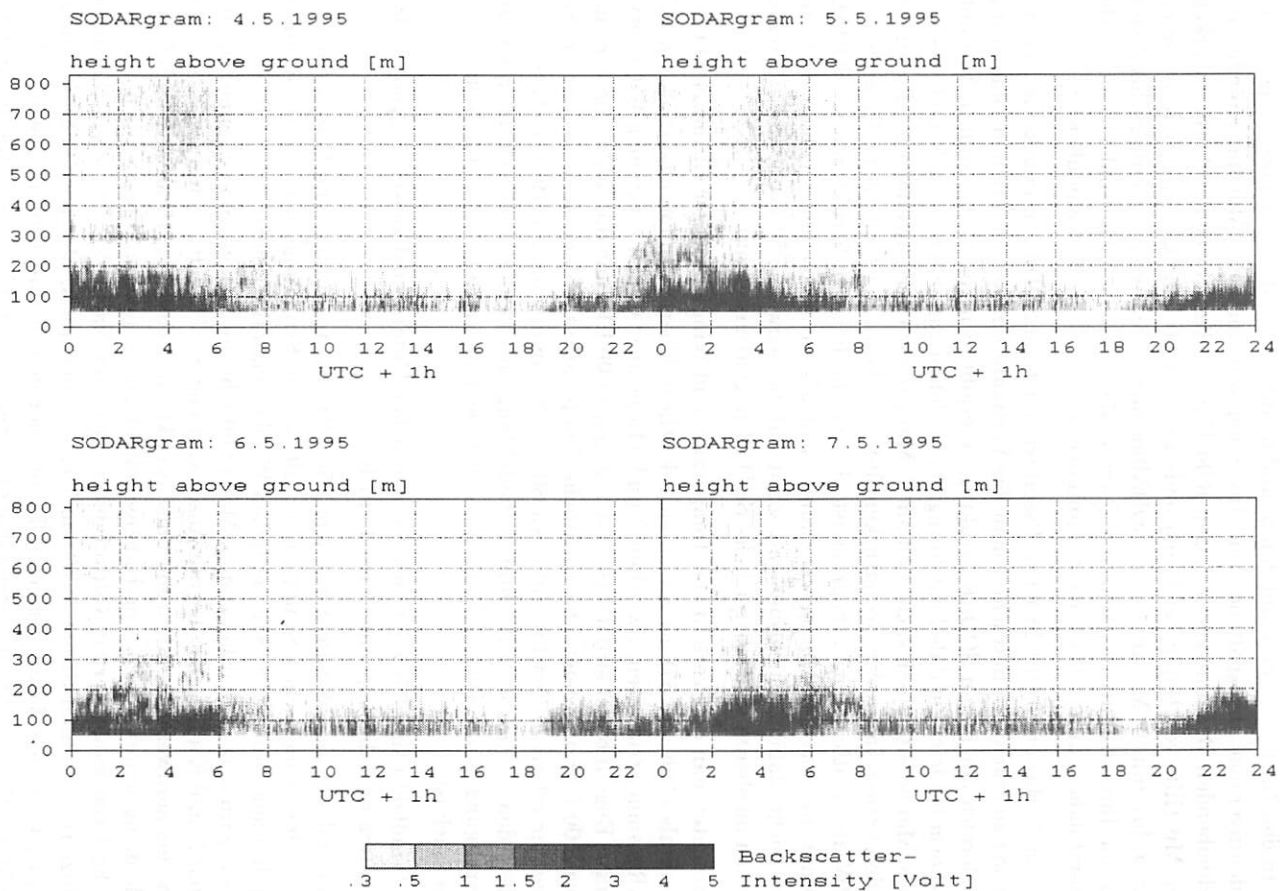 SODARgram: 4.5.1995
SODARgram: 5.5.1995
height above ground [m]
height above ground [m]
800
700
600
500
400
300
200
100
0
0 2 4 6 8 10 12 14 16 18 20 22 0 2 4 6 8 10 12 14 16 18 20 22 24
UTC + 1h
UTC + 1h
SODARgram: 6.5.1995
SODARgram: 7.5.1995
height above ground [m]
height above ground [m]
800
700
600
500
400
300
200
100
0
0 2 4 6 8 10 12 14 16 18 20 22 0 2 4 6 8 10 12 14 16 18 20 22 24
UTC + 1h
UTC + 1h
.3 .5 1 1.5 2 3 4 5
Backscatter-
Intensity [Volt]